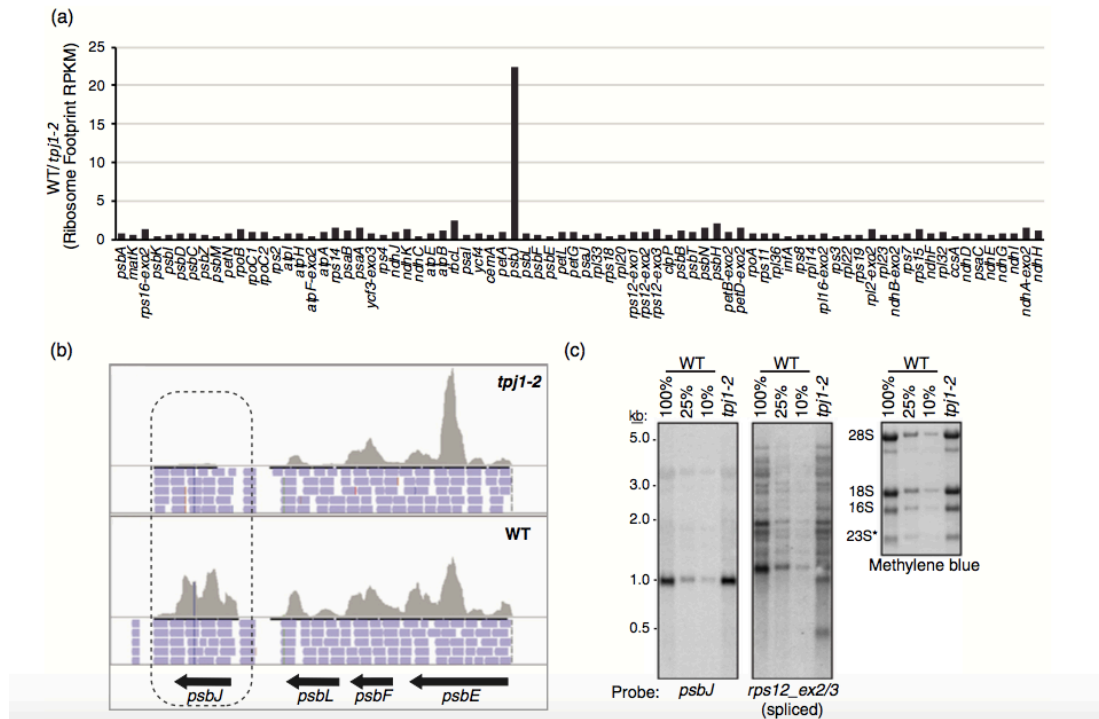 (a)
WT/tpj1-2
(Ribosome Footprint RPKM)
25
20
15
10
5
0
psbA
matK
rps16-exo2
psbK
psbI
psbD
psbC
psbZ
psbM
petN
rpoB
rpoC1
rpoC2
rps2
atpI
atpH
atpF-exo2
atpA
rps14
psaB
psaA
ycf3-exo3
rps4
ndhJ
ndhK
ndhC
atpE
atpB
rbcL
psaI
ycf4
cemA
petA
psbJ
psbL
psbF
psbE
petL
petG
psaJ
rpl33
rps18
rpl20
rps12-exo1
rps12-exo2
rps12-exo3
clpP
psbB
psbT
psbN
psbH
petB-exo2
petD-exo2
rpoA
rps11
rpl36
infA
rps8
rpl14
rpl16-exo2
rps3
rpl22
rps19
rpl2-exo2
rpl23
ndhB-exo2
rps7
rps15
ndhF
rpl32
ccsA
ndhD
psaC
ndhE
ndhG
ndhI
ndhA-exo2
ndhH
(b)
tpj1-2
WT
psbJ
psbL
psbF
psbE
(c)
WT
100%
25%
10%
tpj1-2
WT
100%
25%
10%
tpj1-2
WT
100%
25%
10%
tpj1-2
kb:
5.0
3.0
2.0
1.0
0.5
28S
18S
16S
23S*
Methylene blue
Probe: psbJ
rps12_ex2/3
(spliced)